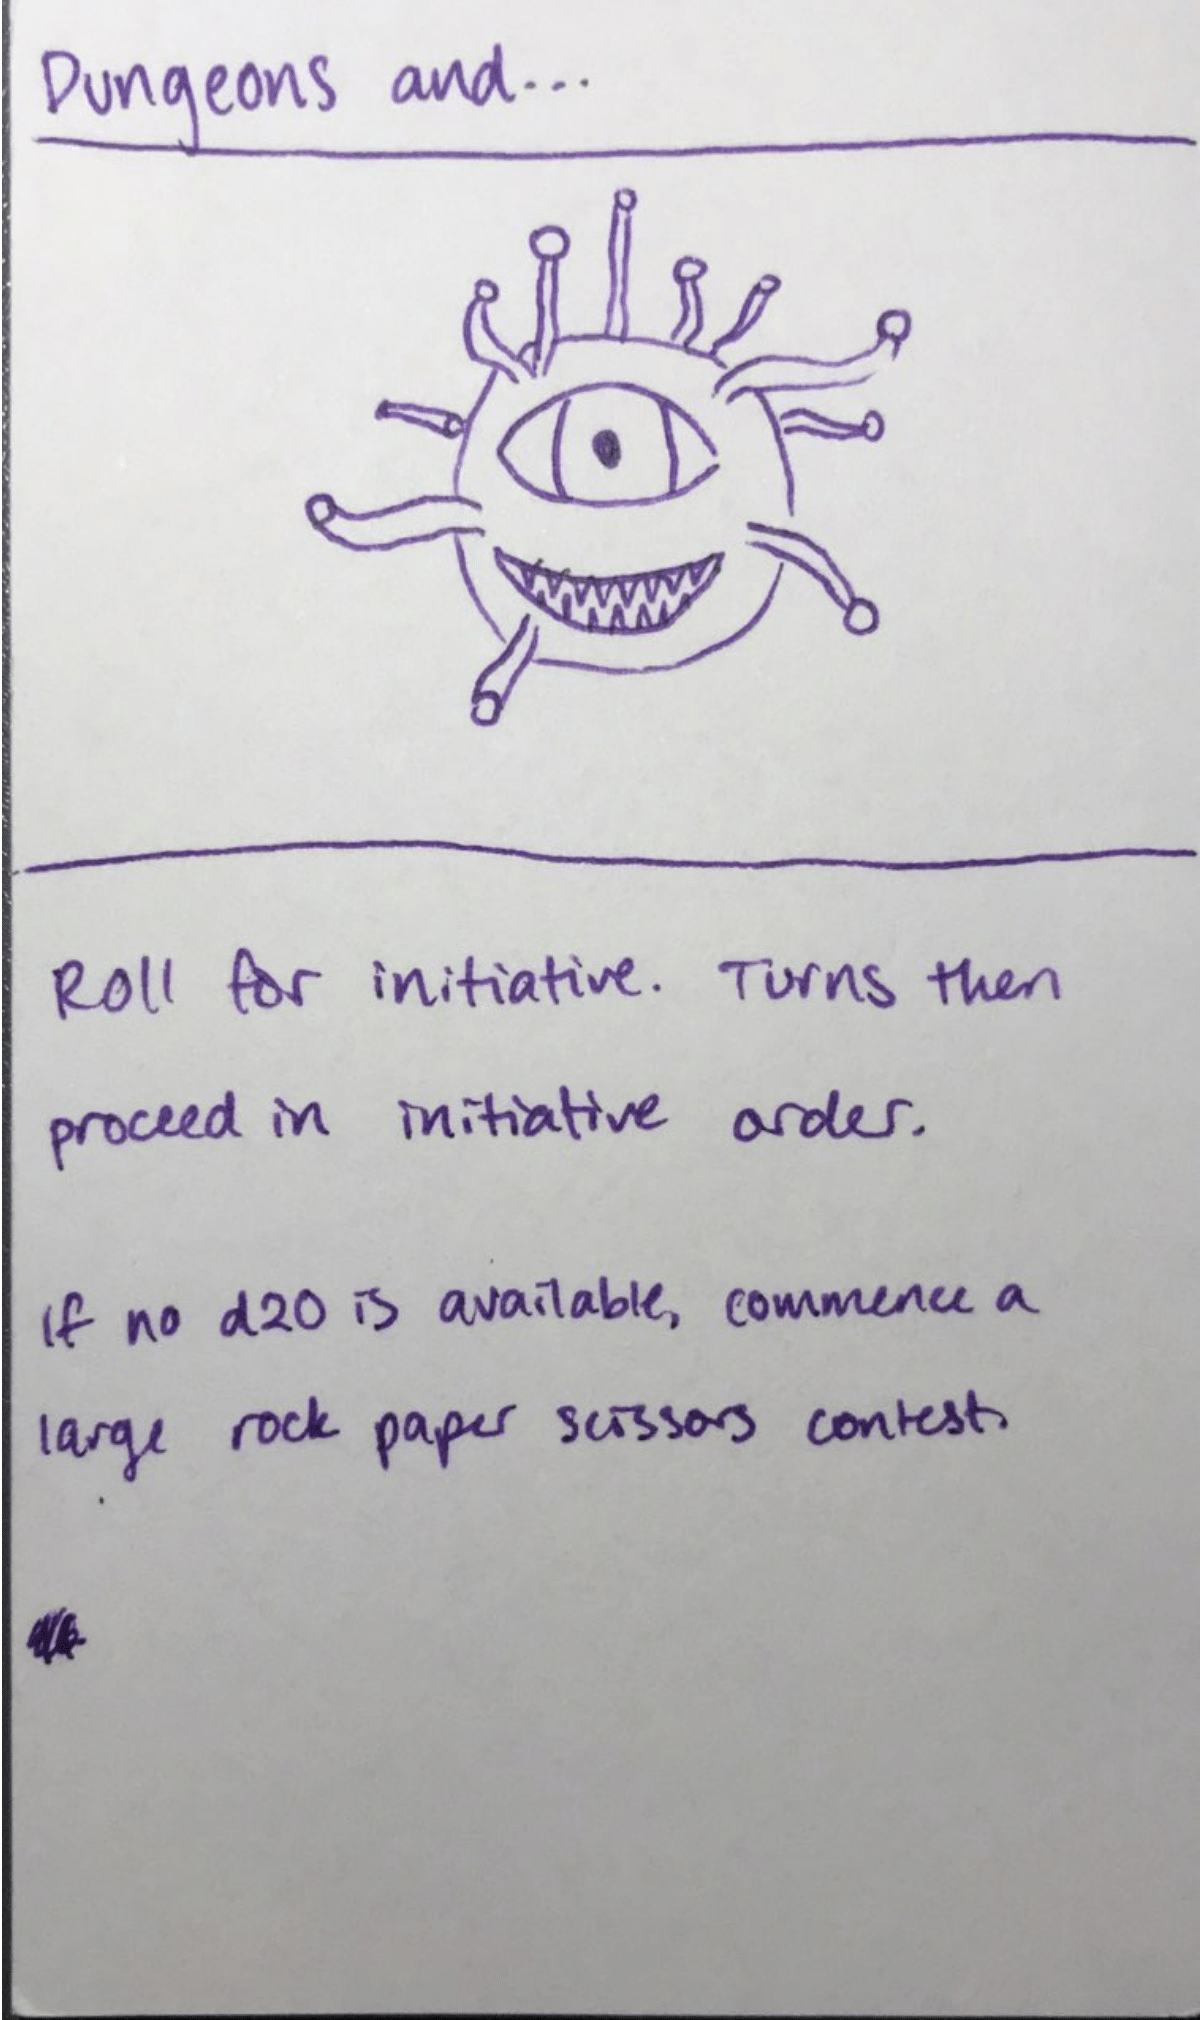 Dungeons and...
Roll for initiative. Turns then
proceed in initiative order.
If no d20 is available, commence a
large rock paper scissors contest.